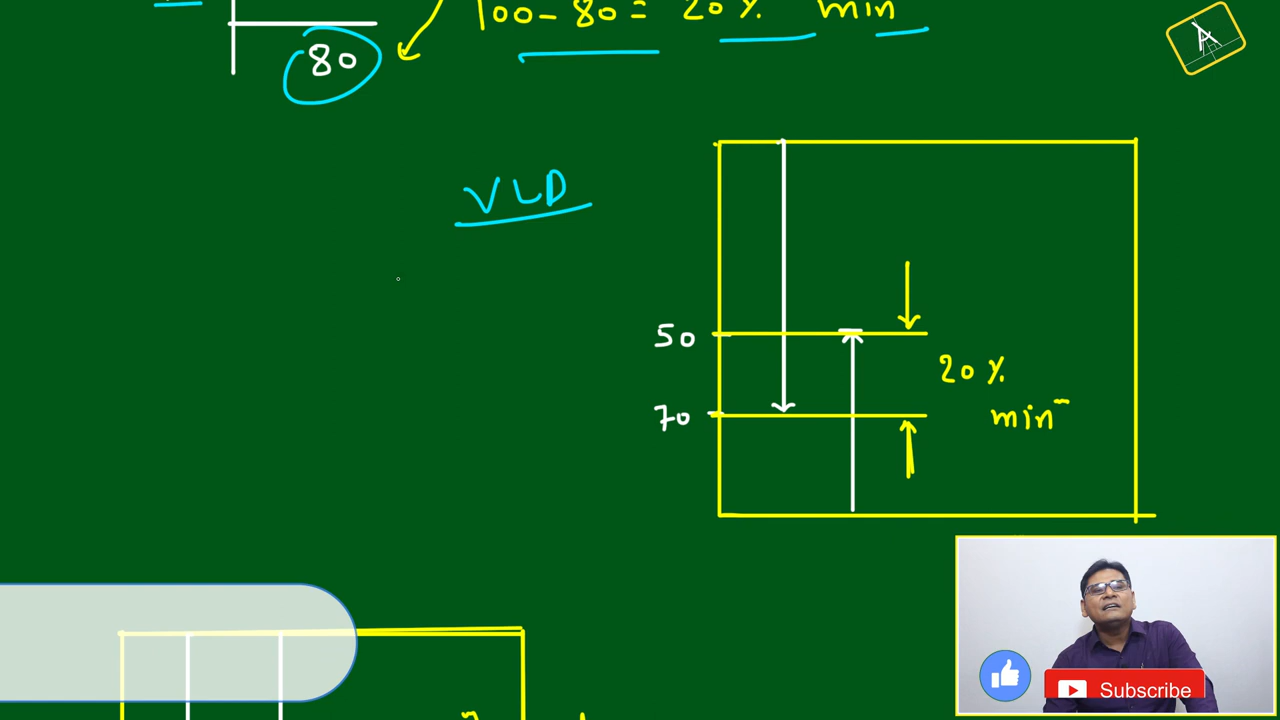 100 - 80 = 20 % min
80
VLD
50
20 %
70
min
Subscribe